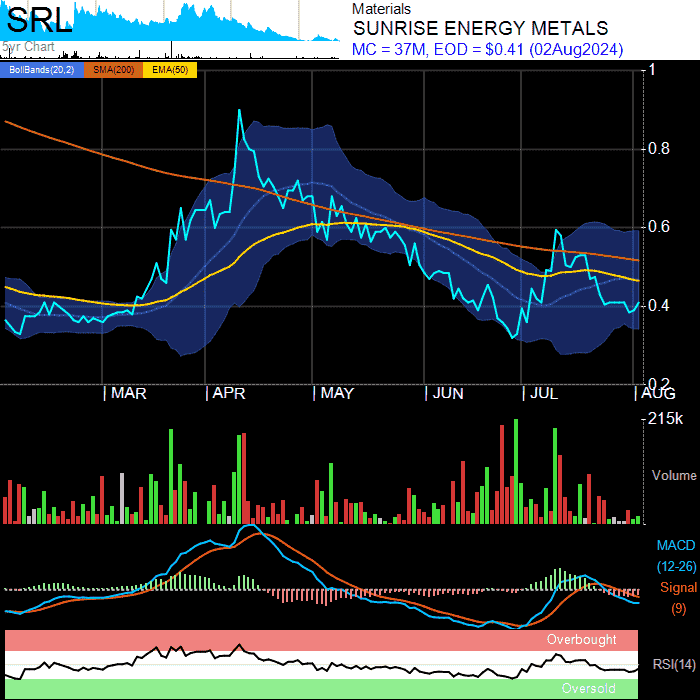 SRL
5yr Chart
Materials
SUNRISE ENERGY METALS
MC = 37M, EOD = $0.41 (02Aug2024)
BollBands(20,2) SMA(200) EMA(50)
1
0.8
0.6
0.4
0.2
MAR APR MAY JUN JUL AUG
215k
Volume
MACD
(12-26)
Signal
(9)
Overbought
RSI(14)
Oversold